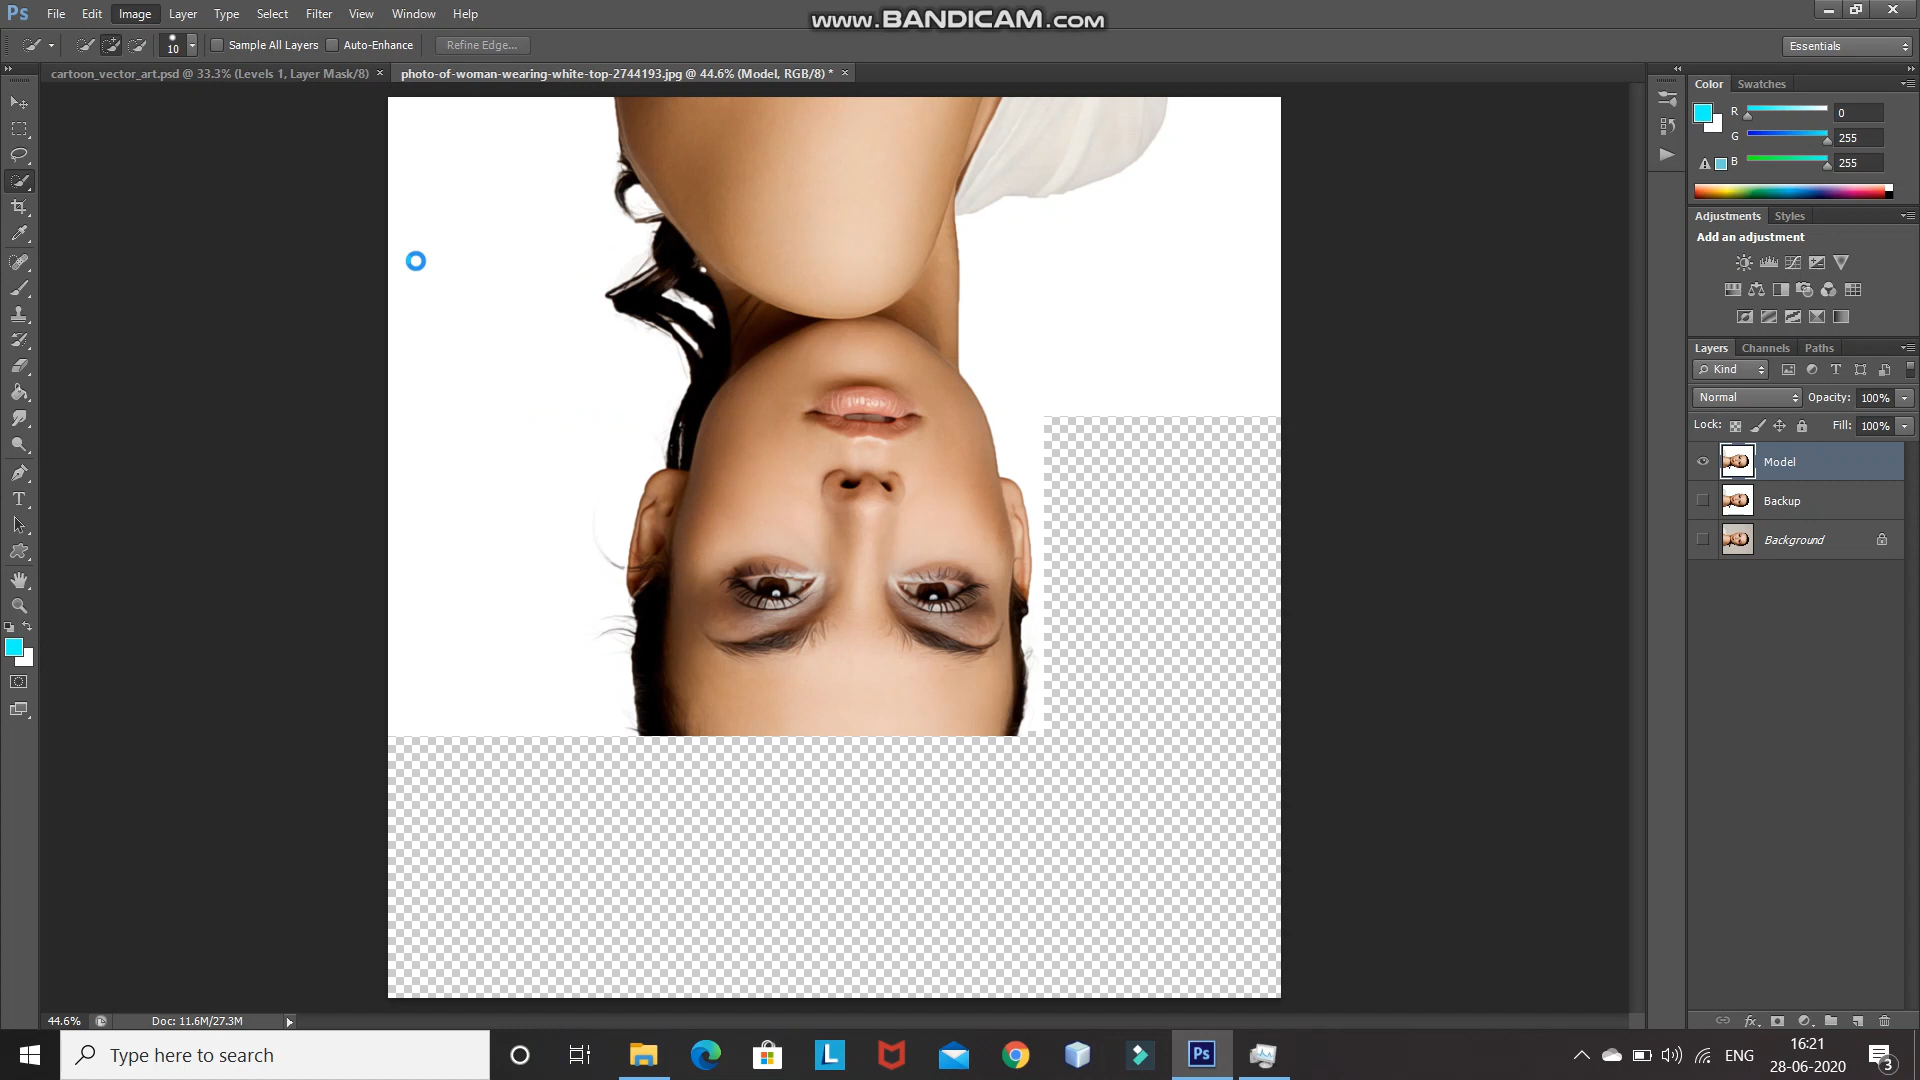 Ps File Edit Image Layer Type Select Filter View Window Help
www.BANDICAM.com
10 Sample All Layers Auto-Enhance Refine Edge... Essentials
cartoon_vector_art.psd @ 33.3% (Levels 1, Layer Mask/8) × photo-of-woman-wearing-white-top-2744193.jpg @ 44.6% (Model, RGB/8) * ×
Color Swatches
R 0
G 255
B 255
Adjustments Styles
Add an adjustment
Layers Channels Paths
Kind
Normal Opacity: 100%
Lock: Fill: 100%
Model
Backup
Background
44.6% Doc: 11.6M/27.3M
Type here to search
L
Ps
ENG
16:21
28-06-2020
3